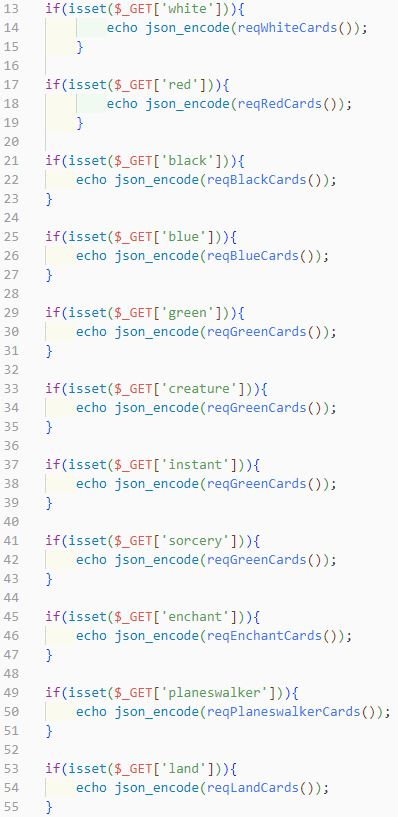 13 if(isset($_GET['white'])){
14 echo json_encode(reqWhiteCards());
15 }
16
17 if(isset($_GET['red'])){
18 echo json_encode(reqRedCards());
19 }
20
21 if(isset($_GET['black'])){
22 echo json_encode(reqBlackCards());
23 }
24
25 if(isset($_GET['blue'])){
26 echo json_encode(reqBlueCards());
27 }
28
29 if(isset($_GET['green'])){
30 echo json_encode(reqGreenCards());
31 }
32
33 if(isset($_GET['creature'])){
34 echo json_encode(reqGreenCards());
35 }
36
37 if(isset($_GET['instant'])){
38 echo json_encode(reqGreenCards());
39 }
40
41 if(isset($_GET['sorcery'])){
42 echo json_encode(reqGreenCards());
43 }
44
45 if(isset($_GET['enchant'])){
46 echo json_encode(reqEnchantCards());
47 }
48
49 if(isset($_GET['planeswalker'])){
50 echo json_encode(reqPlaneswalkerCards());
51 }
52
53 if(isset($_GET['land'])){
54 echo json_encode(reqLandCards());
55 }